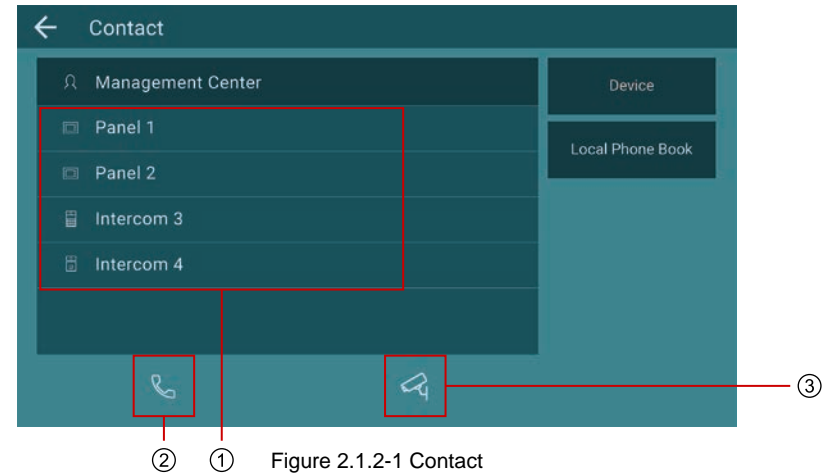 Contact
Management Center
Device
Panel 1
Local Phone Book
Panel 2
Intercom 3
Intercom 4
③
② ① Figure 2.1.2-1 Contact